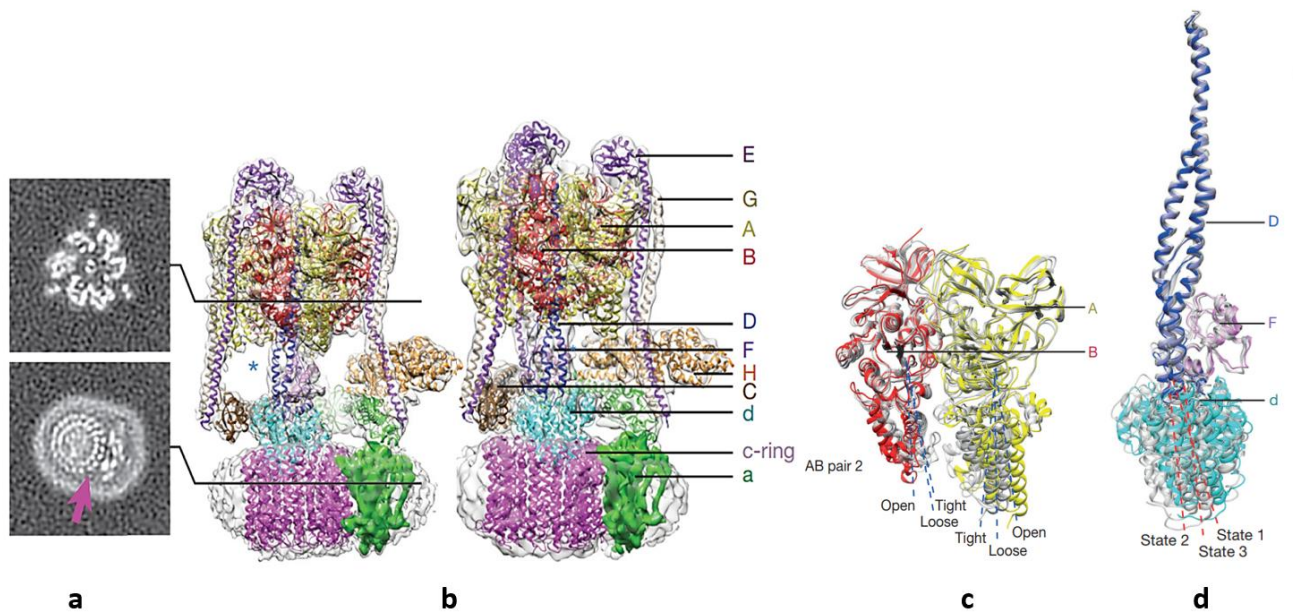 E
G
A
B
D
F
H
C
d
c-ring
a
*
A
B
AB pair 2
Open
Tight
Loose
Tight
Open
Loose
D
F
d
State 2
State 1
State 3
a
b
c
d